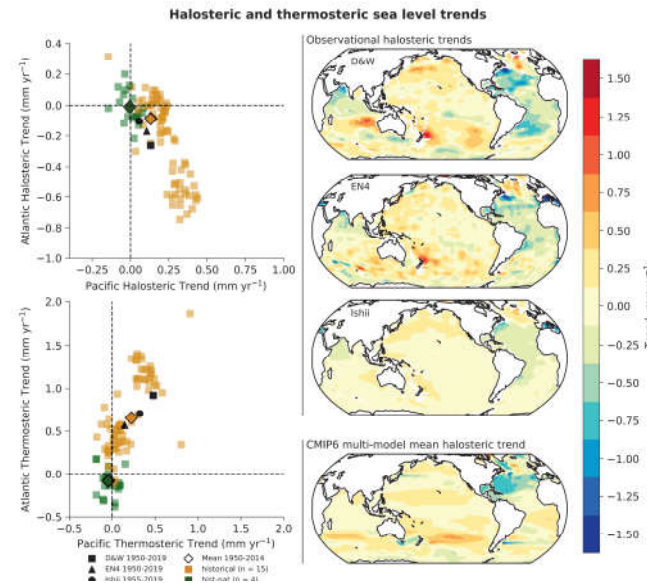 Halosteric and thermosteric sea level trends
0.4
0.2
0.0
−0.2
−0.4
−0.6
−0.8
−1.0
Atlantic Halosteric Trend (mm yr⁻¹)
−0.25 0.00 0.25 0.50 0.75 1.00
Pacific Halosteric Trend (mm yr⁻¹)
2.0
1.5
1.0
0.5
0.0
−0.5
Atlantic Thermosteric Trend (mm yr⁻¹)
−0.5 0.0 0.5 1.0 1.5 2.0
Pacific Thermosteric Trend (mm yr⁻¹)
D&W 1950-2019
EN4 1950-2019
Ishii 1955-2019
Mean 1950-2014
historical (n = 15)
hist-nat (n = 4)
Observational halosteric trends
D&W
EN4
Ishii
CMIP6 multi-model mean halosteric trend
1.50
1.25
1.00
0.75
0.50
0.25
0.00
−0.25
−0.50
−0.75
−1.00
−1.25
−1.50